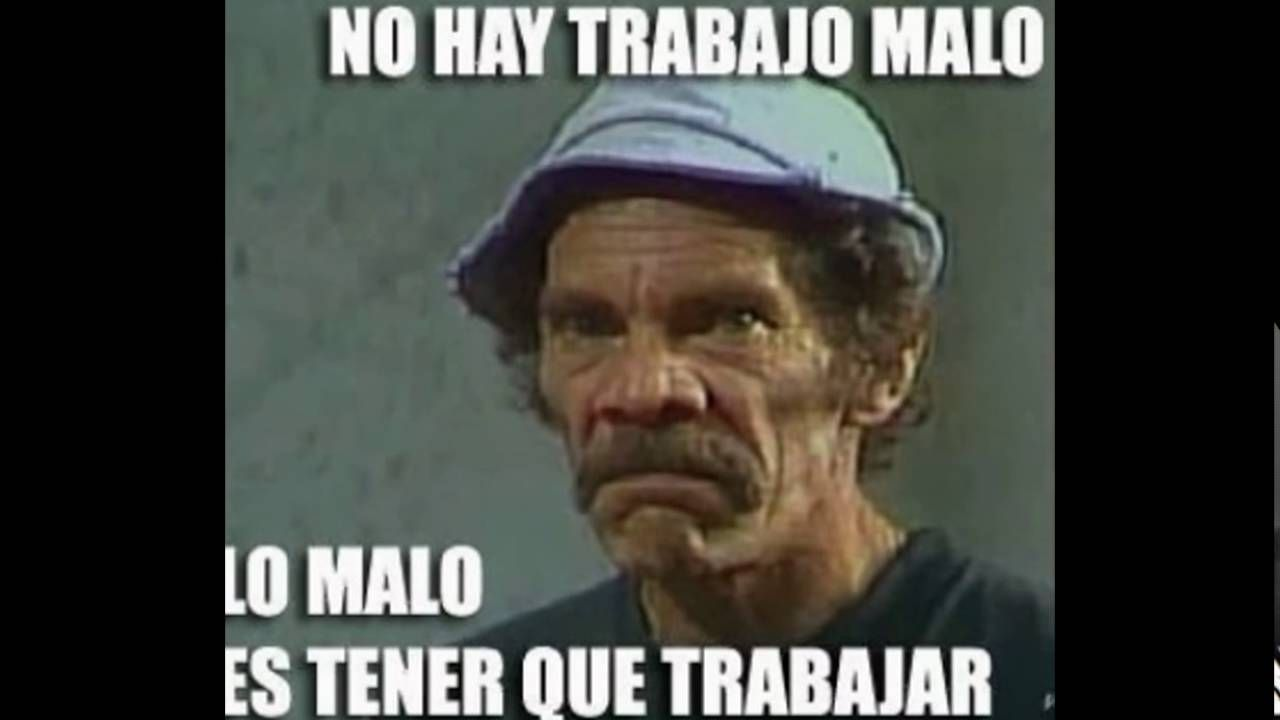 NO HAY TRABAJO MALO
LO MALO
ES TENER QUE TRABAJAR